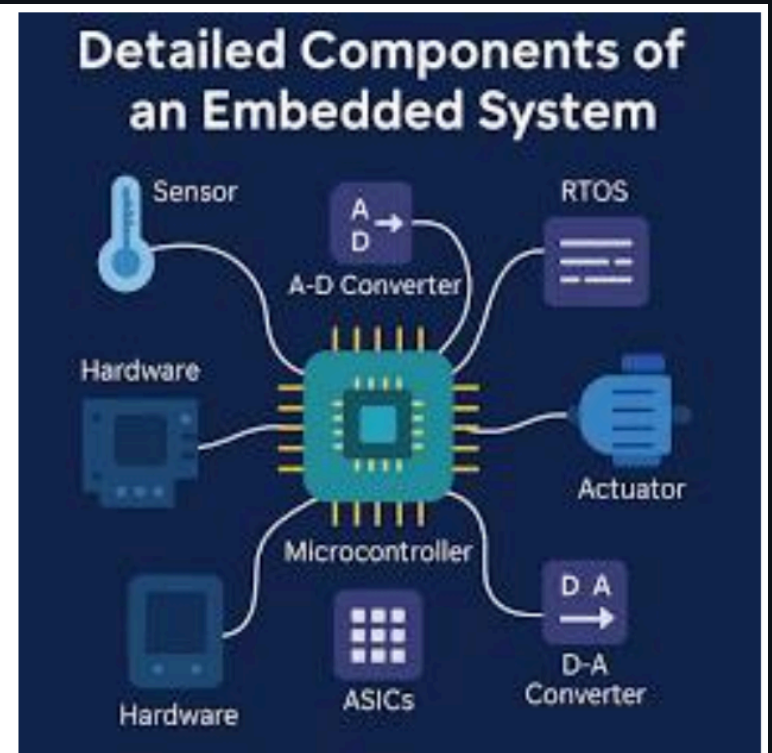 Detailed Components of
an Embedded System
Sensor
A
D
A-D Converter
RTOS
Hardware
Actuator
Microcontroller
Hardware
ASICs
D A
D-A
Converter